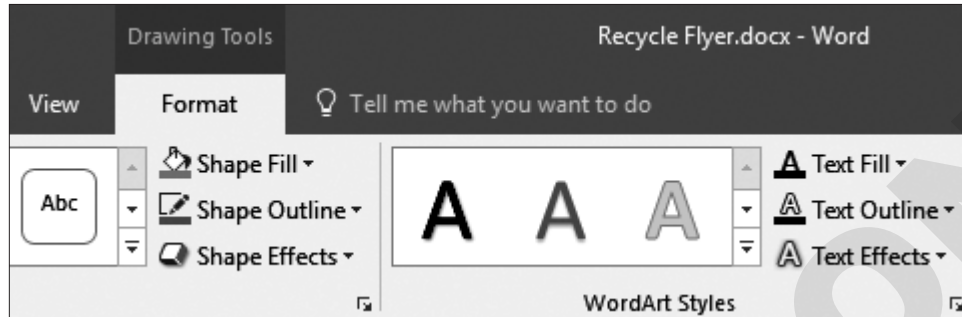 Drawing Tools
Recycle Flyer.docx - Word
View Format Tell me what you want to do
Abc Shape Fill A A A A Text Fill
Shape Outline A Text Outline
Shape Effects A Text Effects
WordArt Styles